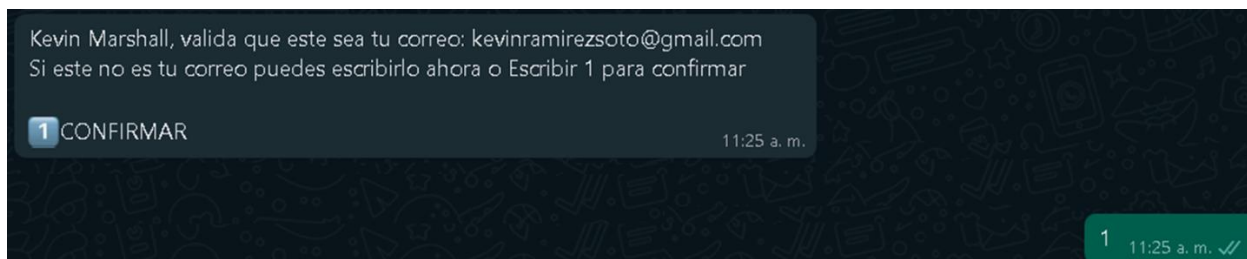 Kevin Marshall, valida que este sea tu correo: kevinramirezsoto@gmail.com
Si este no es tu correo puedes escribirlo ahora o Escribir 1 para confirmar
1️⃣CONFIRMAR
11:25 a. m.
1
11:25 a. m.